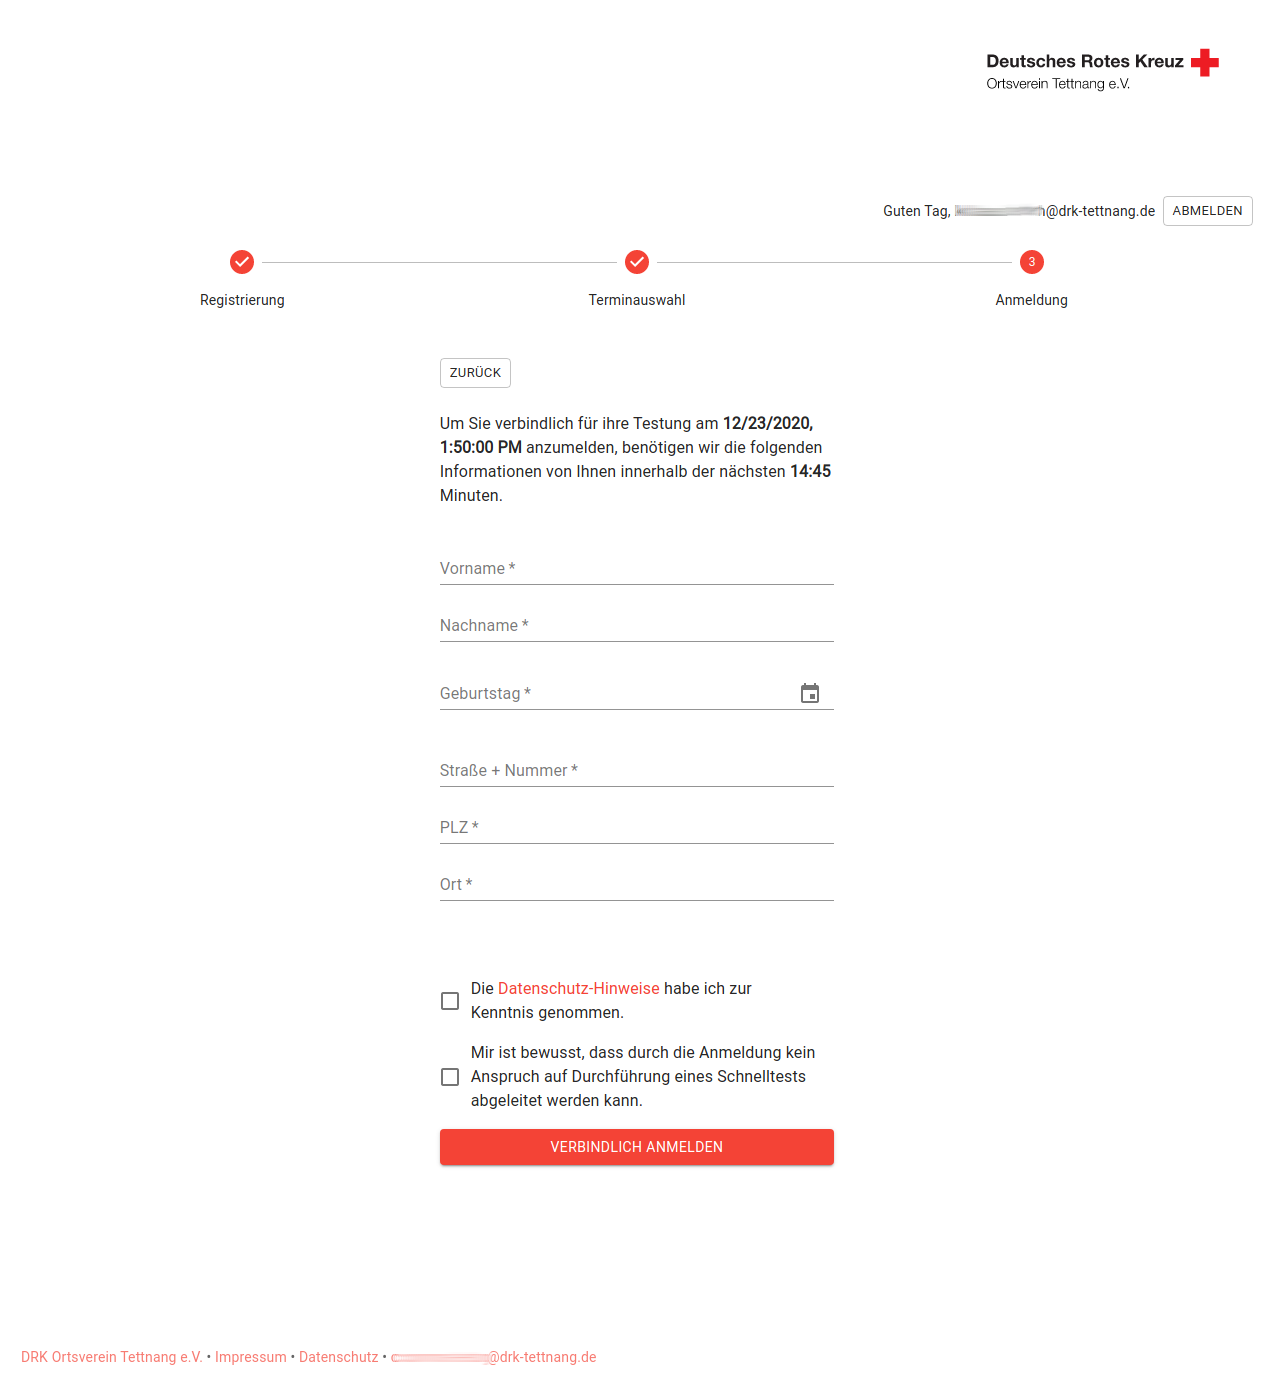 Deutsches Rotes Kreuz
Ortsverein Tettnang e.V.
Guten Tag, @drk-tettnang.de ABMELDEN
3
Registrierung Terminauswahl Anmeldung
ZURÜCK
Um Sie verbindlich für ihre Testung am 12/23/2020,
1:50:00 PM anzumelden, benötigen wir die folgenden
Informationen von Ihnen innerhalb der nächsten 14:45
Minuten.
Vorname *
Nachname *
Geburtstag *
Straße + Nummer *
PLZ *
Ort *
Die Datenschutz-Hinweise habe ich zur
Kenntnis genommen.
Mir ist bewusst, dass durch die Anmeldung kein
Anspruch auf Durchführung eines Schnelltests
abgeleitet werden kann.
VERBINDLICH ANMELDEN
DRK Ortsverein Tettnang e.V. • Impressum • Datenschutz • @drk-tettnang.de